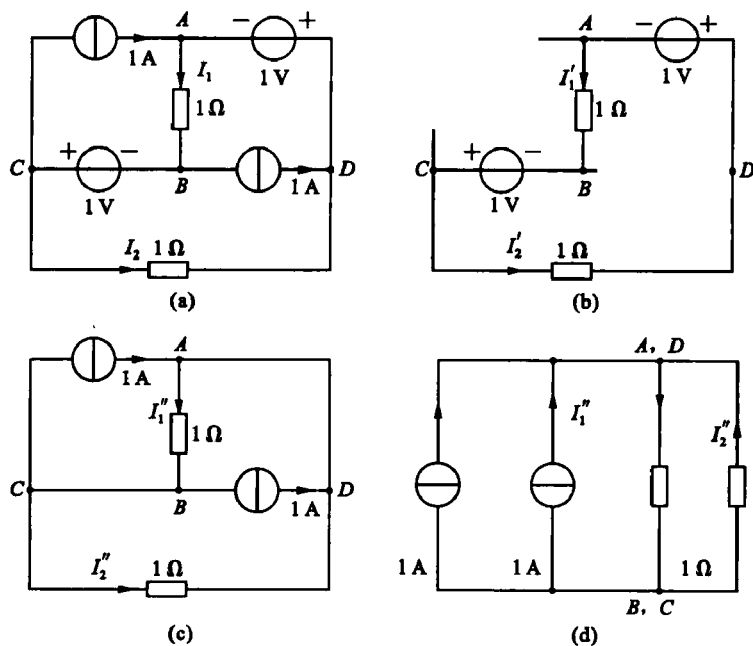 A
1 A
− +
1 V
I₁
1 Ω
C
+ −
1 V
B
1 A
D
I₂
1 Ω
(a)
A
− +
1 V
I₁′
1 Ω
C
+ −
1 V
B
D
I₂′
1 Ω
(b)
A
1 A
I₁″
1 Ω
C
B
1 A
D
I₂″
1 Ω
(c)
A, D
I₁″
I₂″
1 A
1 A
1 Ω
B, C
(d)